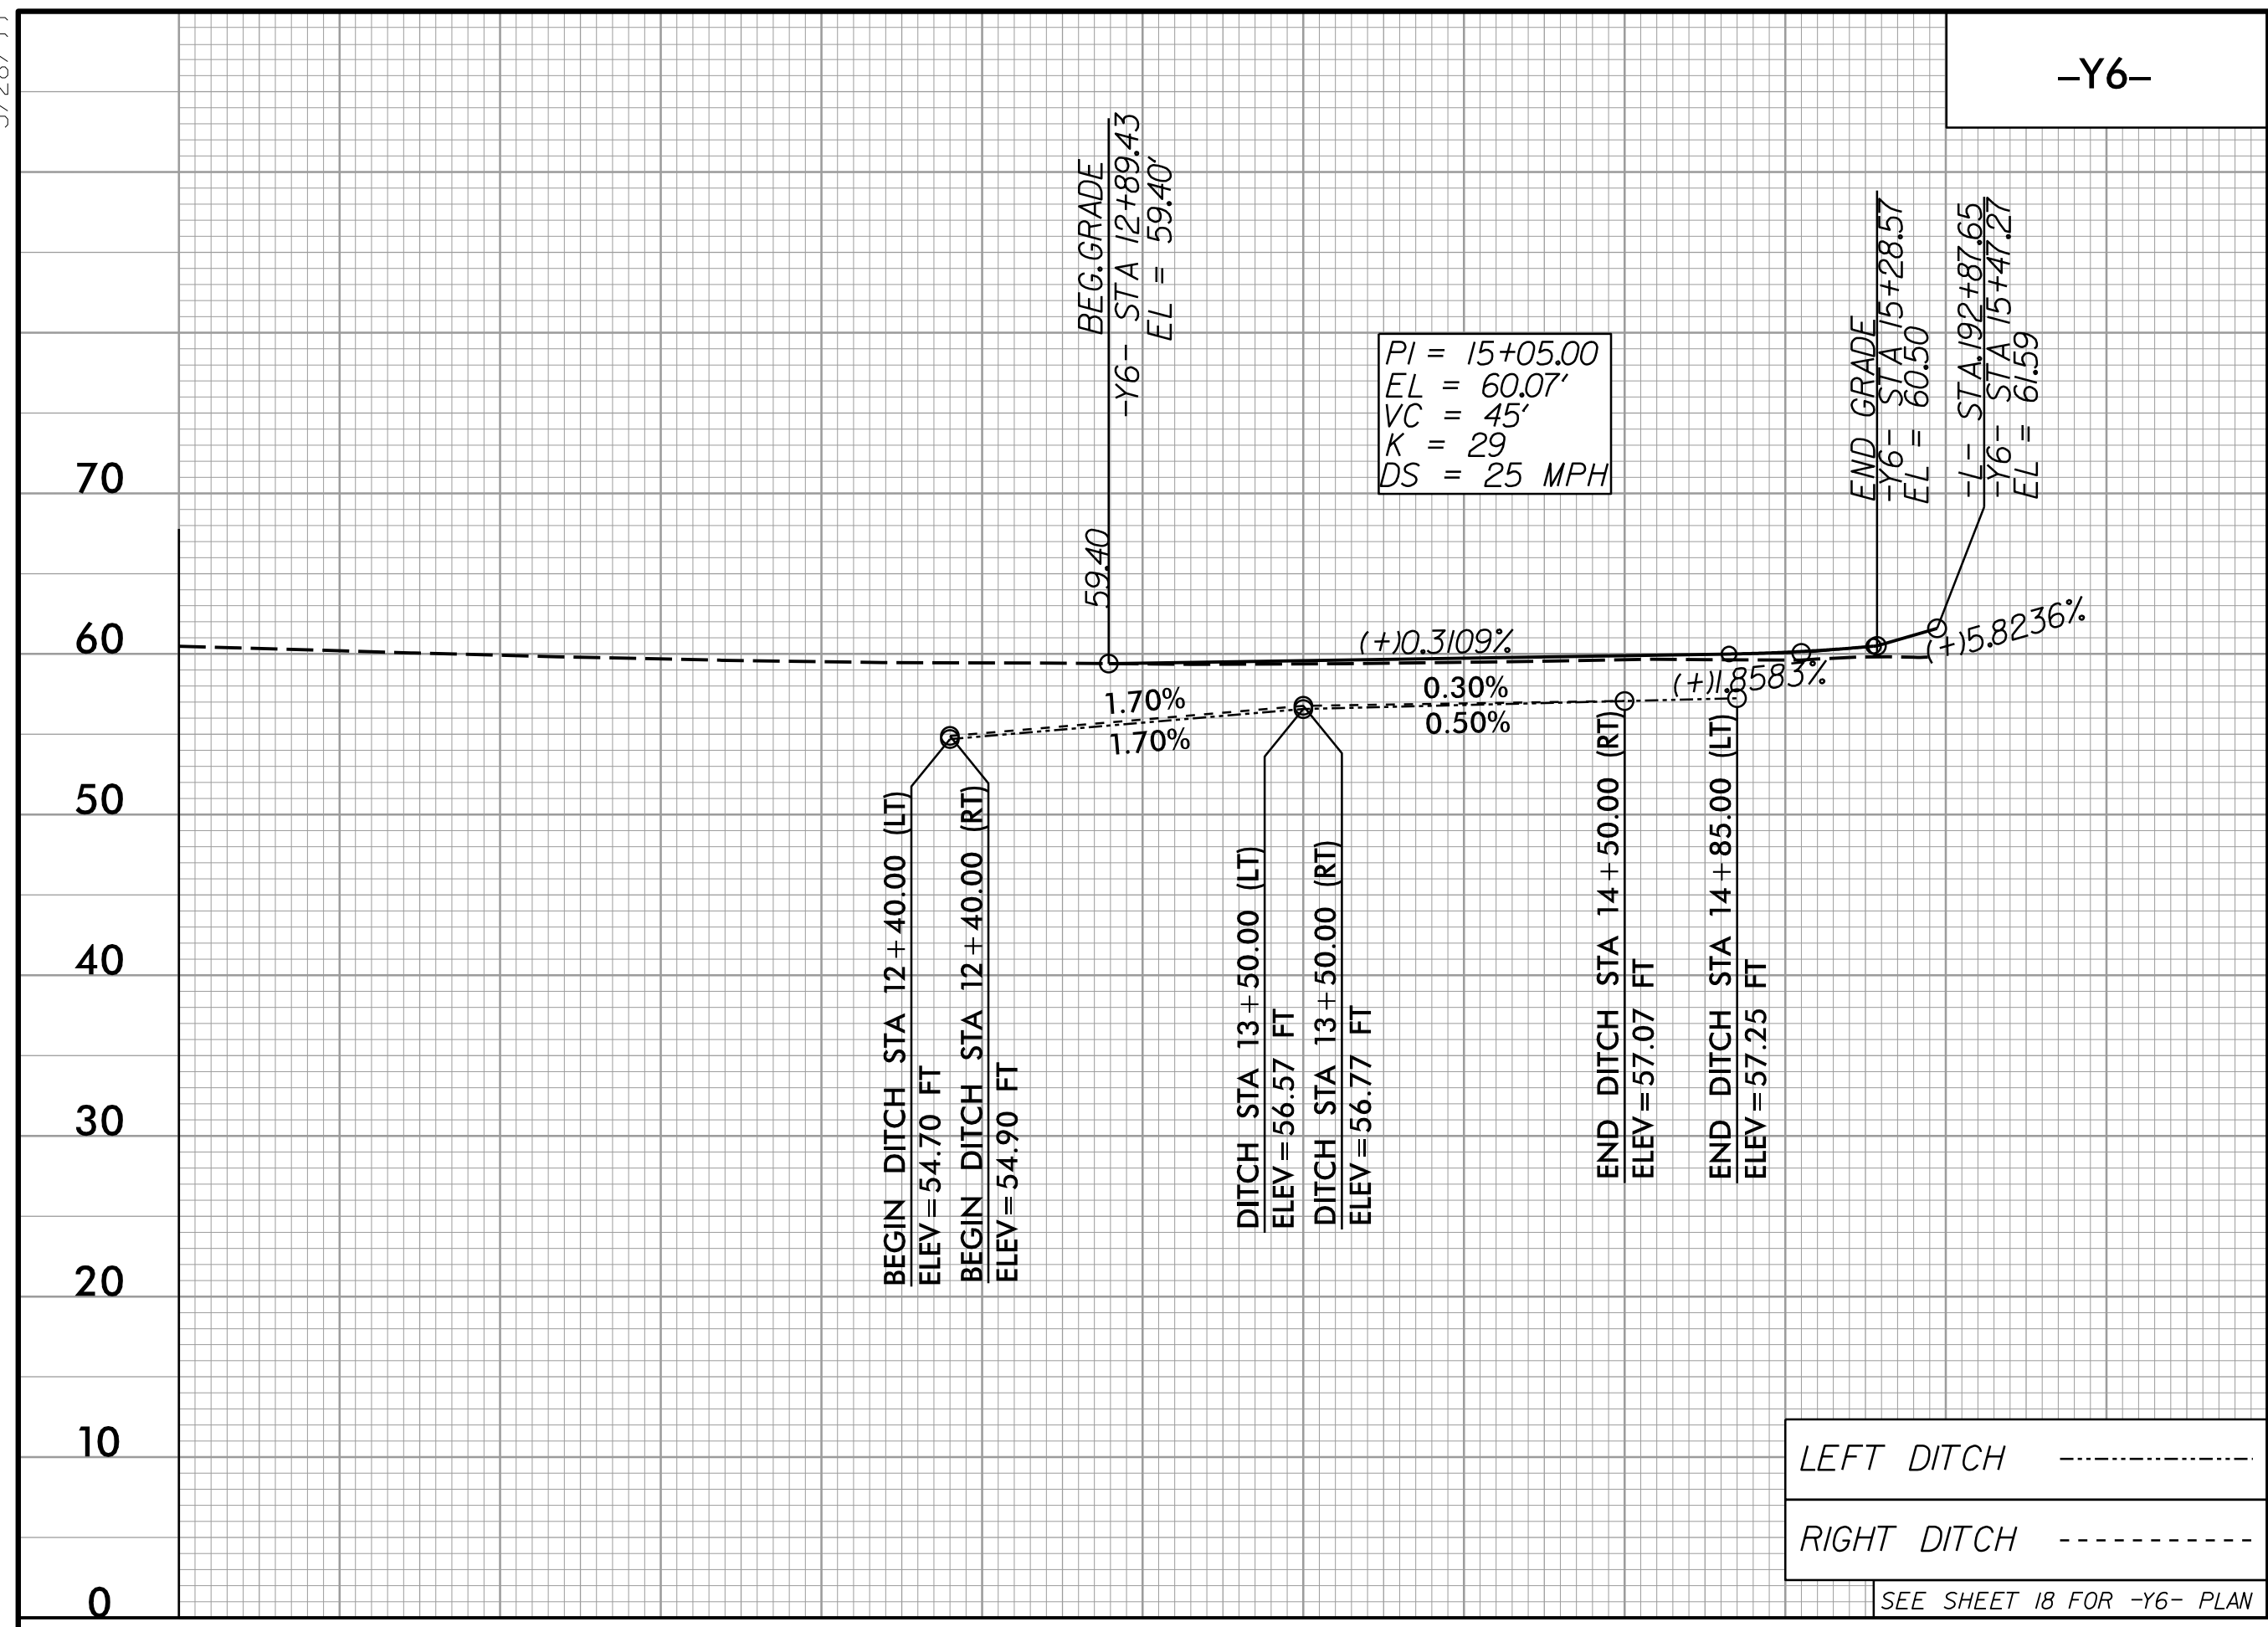 -Y6-
BEG.GRADE
-Y6- STA 12+89.43
EL = 59.40'
59.40
PI = 15+05.00
EL = 60.07'
VC = 45'
K = 29
DS = 25 MPH
END GRADE
-Y6- STA 15+28.57
EL = 60.50
-L- STA.192+87.65
-Y6- STA 15+47.27
EL = 61.59
70
60
50
40
30
20
10
0
(+)0.3109%
(+)1.8583%
(+)5.8236%
1.70%
1.70%
0.30%
0.50%
BEGIN DITCH STA 12+40.00 (LT)
ELEV=54.70 FT
BEGIN DITCH STA 12+40.00 (RT)
ELEV=54.90 FT
DITCH STA 13+50.00 (LT)
ELEV=56.57 FT
DITCH STA 13+50.00 (RT)
ELEV=56.77 FT
END DITCH STA 14+50.00 (RT)
ELEV=57.07 FT
END DITCH STA 14+85.00 (LT)
ELEV=57.25 FT
LEFT DITCH
RIGHT DITCH
SEE SHEET 18 FOR -Y6- PLAN